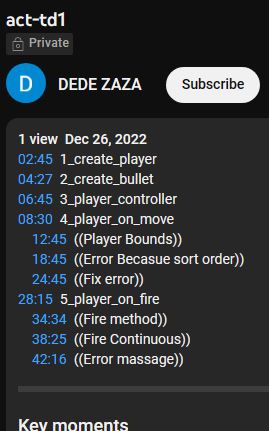 act-td1
Private
D
DEDE ZAZA
Subscribe
1 view Dec 26, 2022
02:45 1_create_player
04:27 2_create_bullet
06:45 3_player_controller
08:30 4_player_on_move
12:45 ((Player Bounds))
18:45 ((Error Becasue sort order))
24:45 ((Fix error))
28:15 5_player_on_fire
34:34 ((Fire method))
38:25 ((Fire Continuous))
42:16 ((Error massage))
Key moments